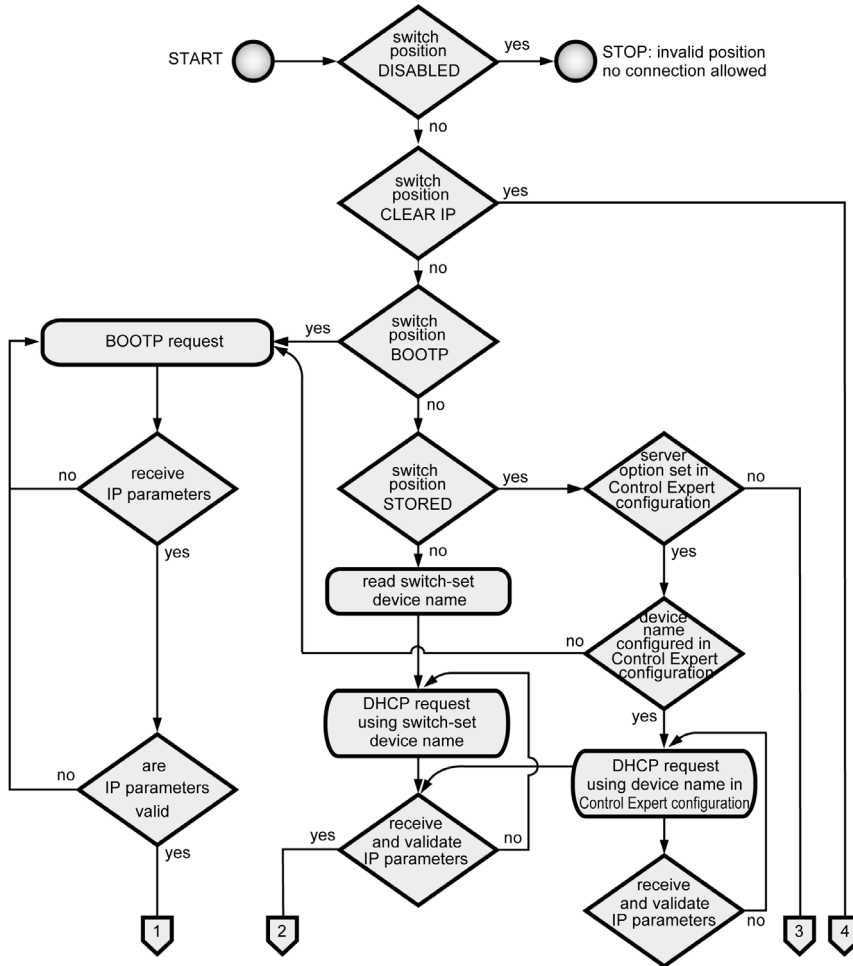 START
switch
position
DISABLED
yes
STOP: invalid position
no connection allowed
no
switch
position
CLEAR IP
yes
no
BOOTP request
yes
switch
position
BOOTP
no
no
receive
IP parameters
yes
switch
position
STORED
yes
server
option set in
Control Expert
configuration
no
no
yes
read switch-set
device name
no
device
name
configured in
Control Expert
configuration
yes
DHCP request
using switch-set
device name
DHCP request
using device name in
Control Expert configuration
no
are
IP parameters
valid
yes
yes
receive
and validate
IP parameters
no
receive
and validate
IP parameters
no
1
2
3
4